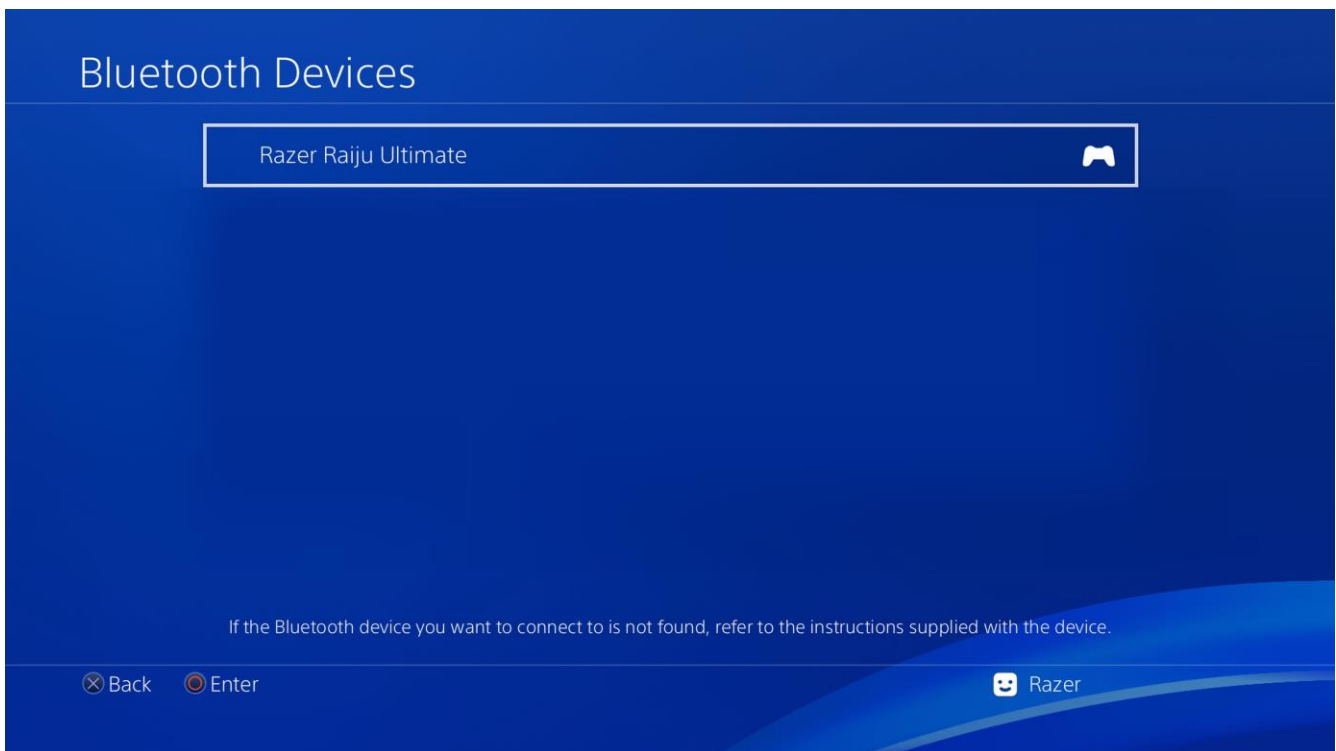 Bluetooth Devices
Razer Raiju Ultimate
If the Bluetooth device you want to connect to is not found, refer to the instructions supplied with the device.
Back Enter Razer